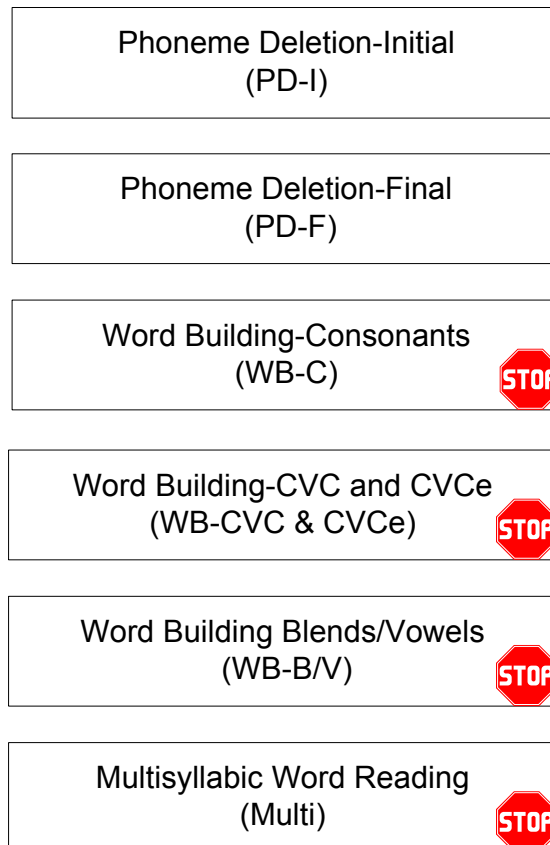 Phoneme Deletion-Initial
(PD-I)
Phoneme Deletion-Final
(PD-F)
Word Building-Consonants
(WB-C)
STOP
Word Building-CVC and CVCe
(WB-CVC & CVCe)
STOP
Word Building Blends/Vowels
(WB-B/V)
STOP
Multisyllabic Word Reading
(Multi)
STOP